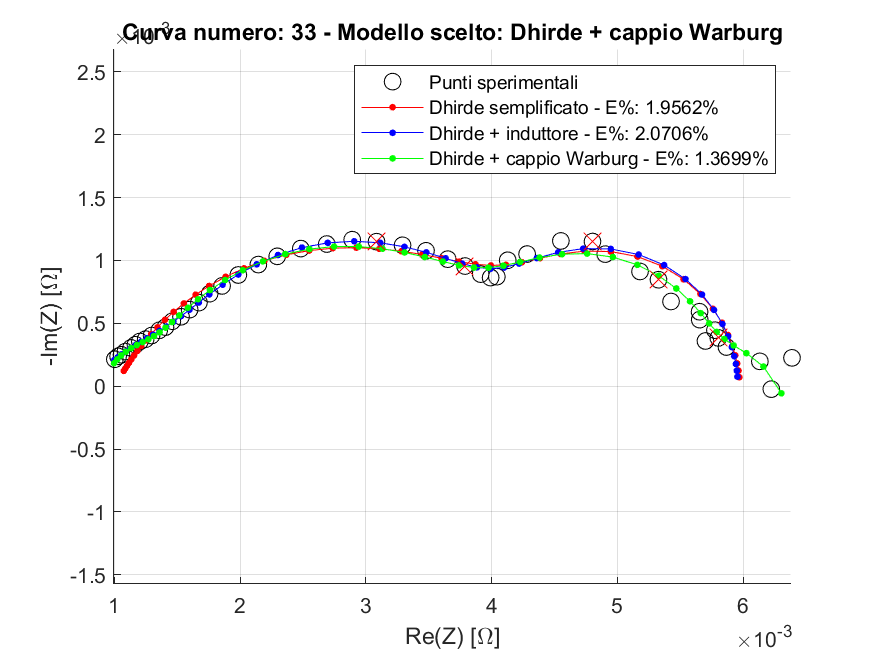 ×10-3
Curva numero: 33 - Modello scelto: Dhirde + cappio Warburg
Punti sperimentali
Dhirde semplificato - E%: 1.9562%
Dhirde + induttore - E%: 2.0706%
Dhirde + cappio Warburg - E%: 1.3699%
2.5
2
1.5
1
0.5
0
-0.5
-1
-1.5
-Im(Z) [Ω]
1 2 3 4 5 6
Re(Z) [Ω]
×10-3